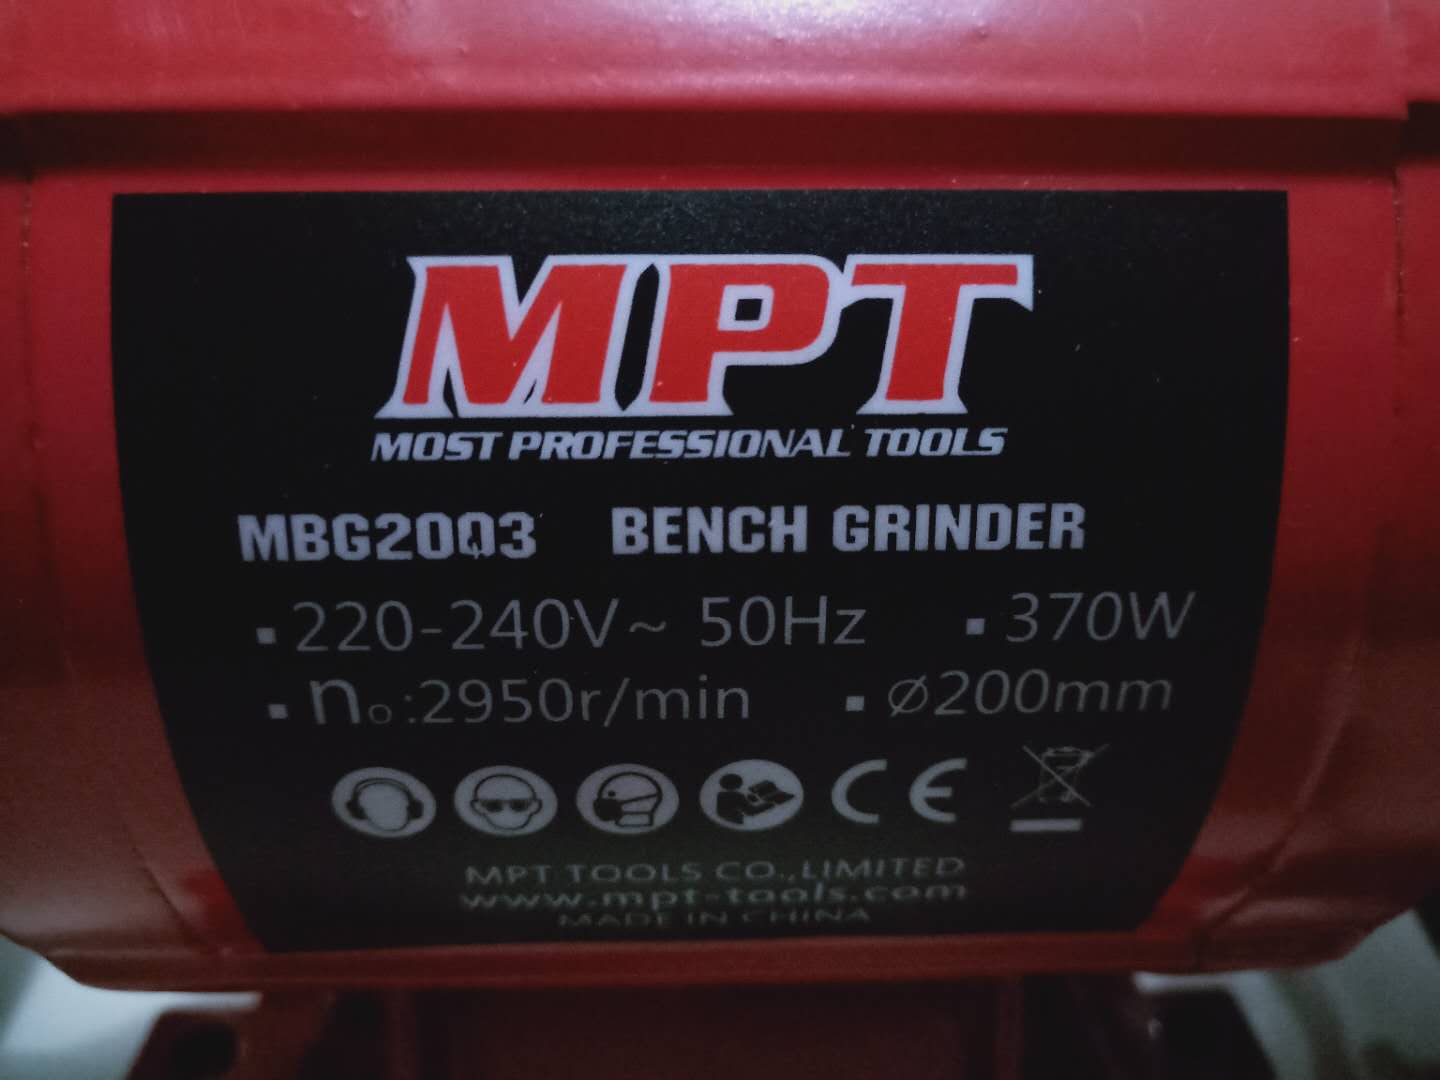 MPT
MOST PROFESSIONAL TOOLS
MBG2003 BENCH GRINDER
▪ 220-240V~ 50Hz ▪ 370W
▪ no:2950r/min ▪ ⌀200mm
CE
MPT TOOLS CO.,LIMITED
www.mpt-tools.com
MADE IN CHINA